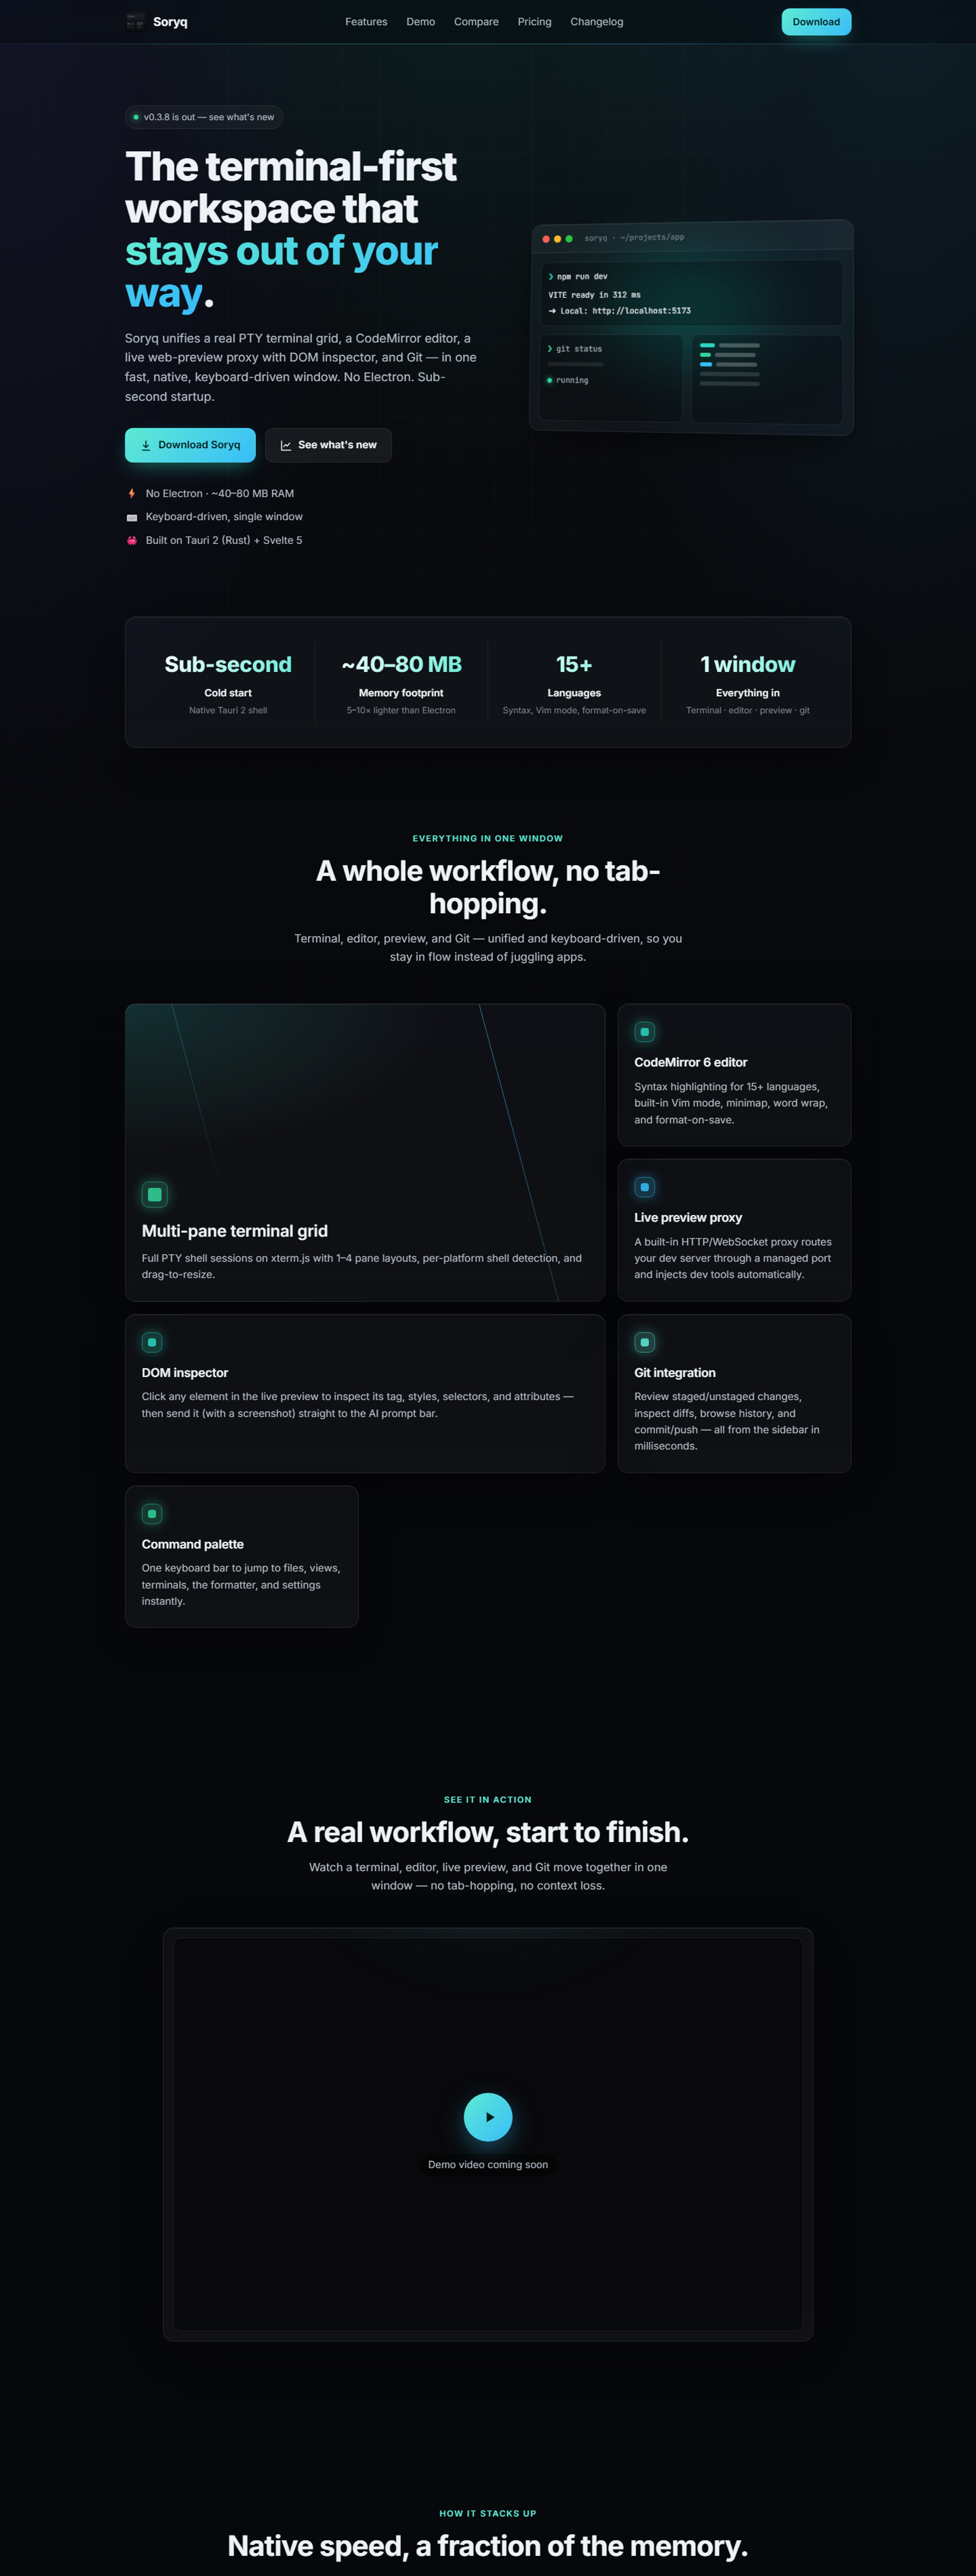 Soryq
Features Demo Compare Pricing Changelog
Download
v0.3.8 is out — see what's new
The terminal-first
workspace that
stays out of your
way.
Soryq unifies a real PTY terminal grid, a CodeMirror editor, a
live web-preview proxy with DOM inspector, and Git — in one
fast, native, keyboard-driven window. No Electron. Sub-
second startup.
Download Soryq
See what's new
No Electron · ~40–80 MB RAM
Keyboard-driven, single window
Built on Tauri 2 (Rust) + Svelte 5
soryq · ~/projects/app
❯ npm run dev
VITE ready in 312 ms
➜ Local: http://localhost:5173
❯ git status
running
Sub-second
Cold start
Native Tauri 2 shell
~40–80 MB
Memory footprint
5–10× lighter than Electron
15+
Languages
Syntax, Vim mode, format-on-save
1 window
Everything in
Terminal · editor · preview · git
EVERYTHING IN ONE WINDOW
A whole workflow, no tab-
hopping.
Terminal, editor, preview, and Git — unified and keyboard-driven, so you
stay in flow instead of juggling apps.
Multi-pane terminal grid
Full PTY shell sessions on xterm.js with 1–4 pane layouts, per-platform shell detection, and
drag-to-resize.
CodeMirror 6 editor
Syntax highlighting for 15+ languages,
built-in Vim mode, minimap, word wrap,
and format-on-save.
Live preview proxy
A built-in HTTP/WebSocket proxy routes
your dev server through a managed port
and injects dev tools automatically.
DOM inspector
Click any element in the live preview to inspect its tag, styles, selectors, and attributes —
then send it (with a screenshot) straight to the AI prompt bar.
Git integration
Review staged/unstaged changes,
inspect diffs, browse history, and
commit/push — all from the sidebar in
milliseconds.
Command palette
One keyboard bar to jump to files, views,
terminals, the formatter, and settings
instantly.
SEE IT IN ACTION
A real workflow, start to finish.
Watch a terminal, editor, live preview, and Git move together in one
window — no tab-hopping, no context loss.
Demo video coming soon
HOW IT STACKS UP
Native speed, a fraction of the memory.